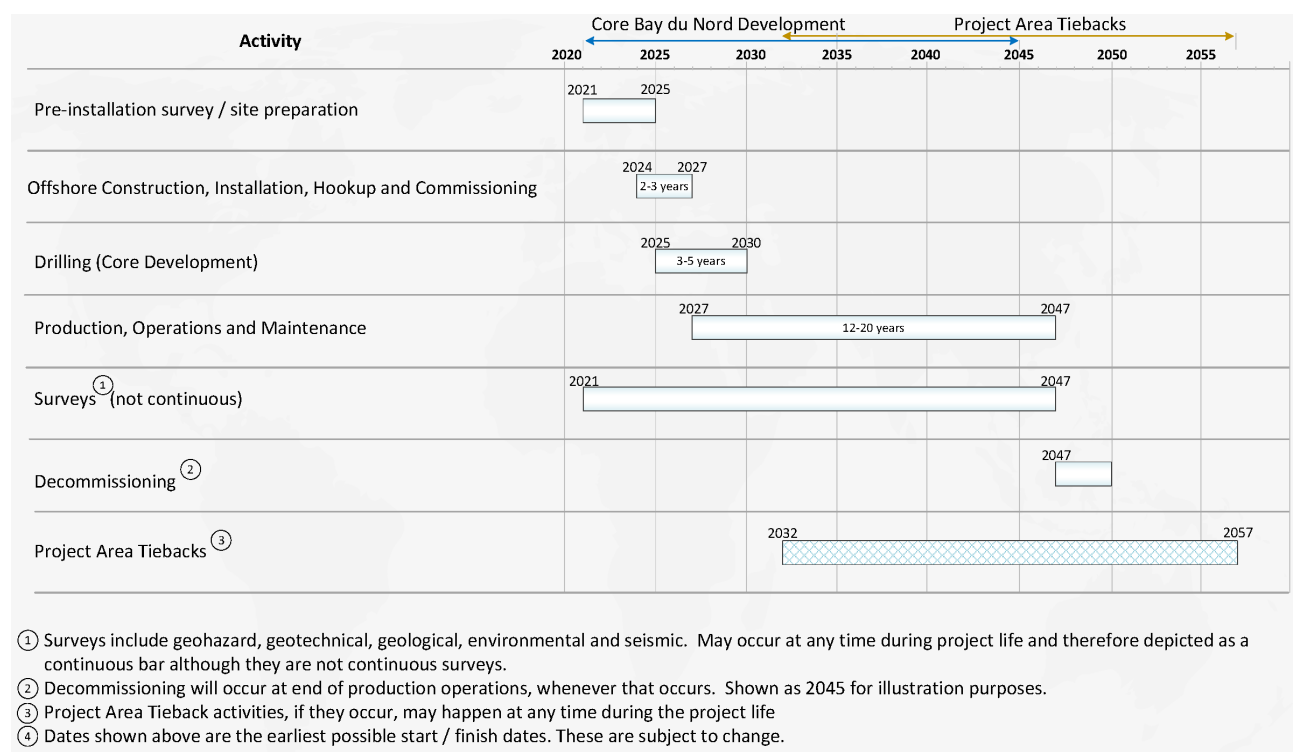 Core Bay du Nord Development Project Area Tiebacks
Activity
2020 2025 2030 2035 2040 2045 2050 2055
2021 2025
Pre-installation survey / site preparation
2024 2027
Offshore Construction, Installation, Hookup and Commissioning 2-3 years
2025 2030
Drilling (Core Development) 3-5 years
2027 2047
Production, Operations and Maintenance 12-20 years
2021 2047
Surveys ① (not continuous)
2047
Decommissioning ②
2032 2057
Project Area Tiebacks ③
① Surveys include geohazard, geotechnical, geological, environmental and seismic. May occur at any time during project life and therefore depicted as a
continuous bar although they are not continuous surveys.
② Decommissioning will occur at end of production operations, whenever that occurs. Shown as 2045 for illustration purposes.
③ Project Area Tieback activities, if they occur, may happen at any time during the project life
④ Dates shown above are the earliest possible start / finish dates. These are subject to change.